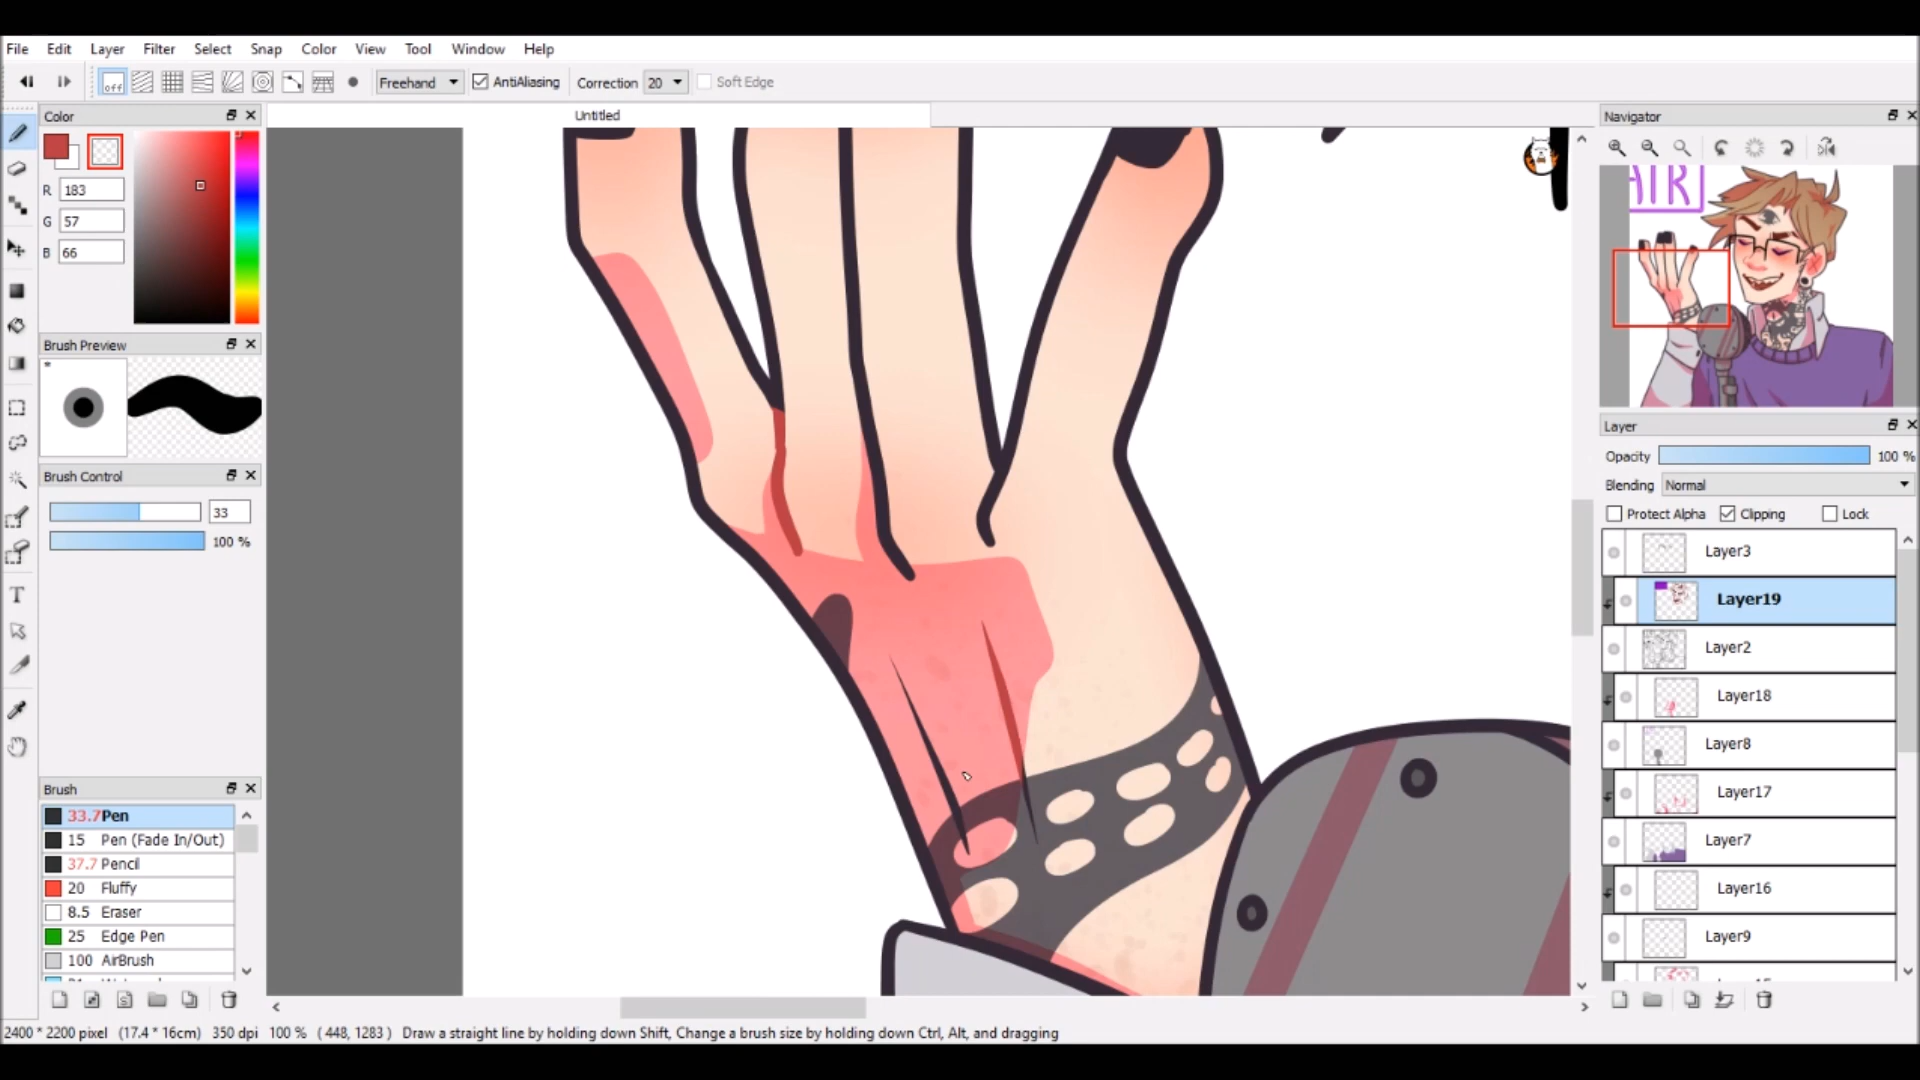 File Edit Layer Filter Select Snap Color View Tool Window Help
off Freehand AntiAliasing Correction 20 Soft Edge
Color
R 183
G 57
B 66
Brush Preview
*
Brush Control
33
100 %
Brush
33.7 Pen
15 Pen (Fade In/Out)
37.7 Pencil
20 Fluffy
8.5 Eraser
25 Edge Pen
100 AirBrush
Untitled
T
Navigator
AIR
Layer
Opacity 100 %
Blending Normal
Protect Alpha Clipping Lock
Layer3
Layer19
Layer2
Layer18
Layer8
Layer17
Layer7
Layer16
Layer9
2400 * 2200 pixel (17.4 * 16cm) 350 dpi 100 % ( 448, 1283 ) Draw a straight line by holding down Shift, Change a brush size by holding down Ctrl, Alt, and dragging